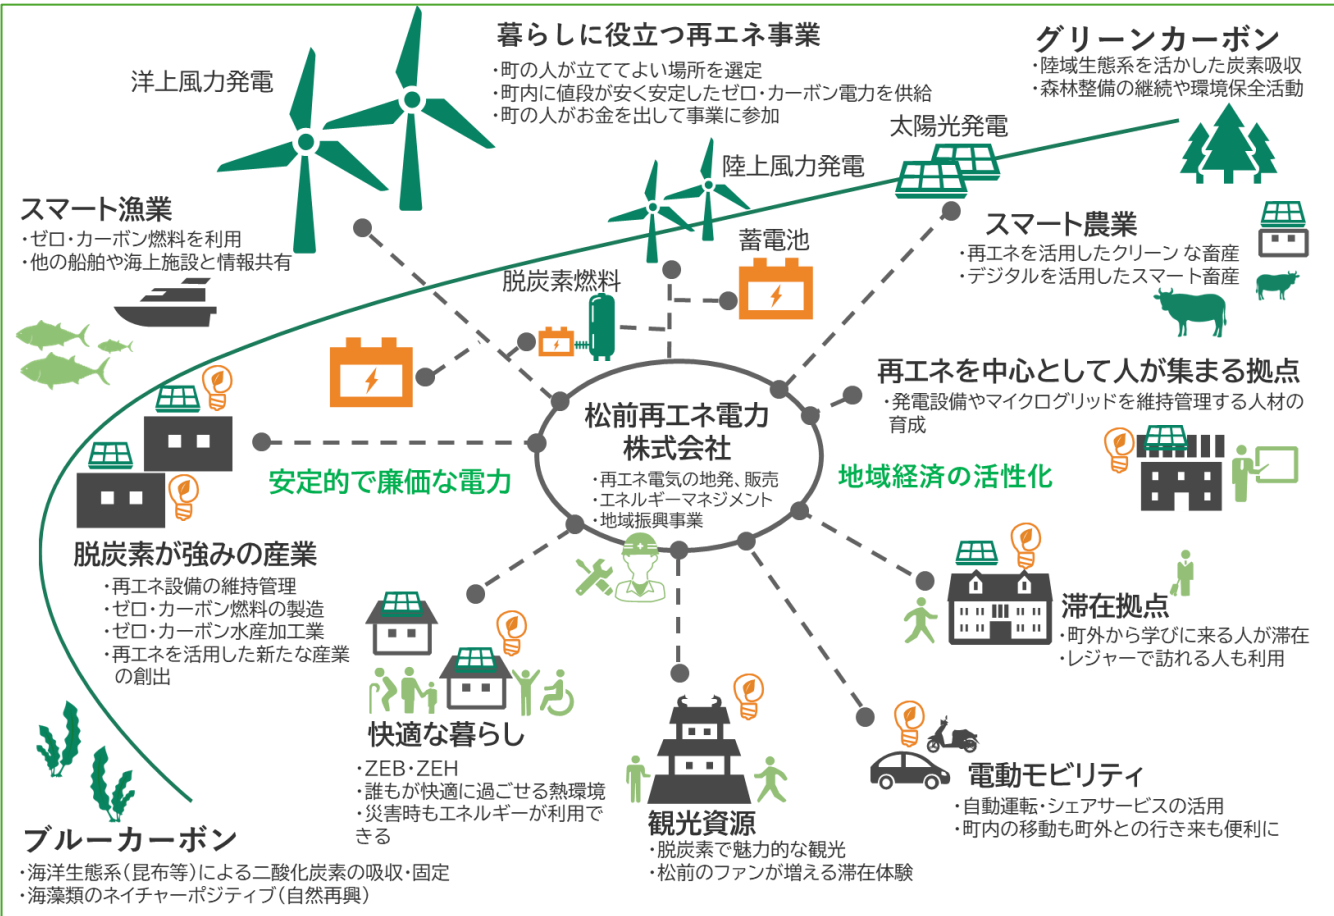 暮らしに役立つ再エネ事業
・町の人が立ててよい場所を選定
・町内に値段が安く安定したゼロ・カーボン電力を供給
・町の人がお金を出して事業に参加
グリーンカーボン
・陸域生態系を活かした炭素吸収
・森林整備の継続や環境保全活動
洋上風力発電
太陽光発電
陸上風力発電
スマート漁業
・ゼロ・カーボン燃料を利用
・他の船舶や海上施設と情報共有
スマート農業
・再エネを活用したクリーンな畜産
・デジタルを活用したスマート畜産
蓄電池
脱炭素燃料
再エネを中心として人が集まる拠点
・発電設備やマイクログリッドを維持管理する人材の
育成
松前再エネ電力
株式会社
・再エネ電気の地発、販売
・エネルギーマネジメント
・地域振興事業
安定的で廉価な電力
地域経済の活性化
脱炭素が強みの産業
・再エネ設備の維持管理
・ゼロ・カーボン燃料の製造
・ゼロ・カーボン水産加工業
・再エネを活用した新たな産業
の創出
滞在拠点
・町外から学びに来る人が滞在
・レジャーで訪れる人も利用
快適な暮らし
・ZEB・ZEH
・誰もが快適に過ごせる熱環境
・災害時もエネルギーが利用で
きる
観光資源
・脱炭素で魅力的な観光
・松前のファンが増える滞在体験
電動モビリティ
・自動運転・シェアサービスの活用
・町内の移動も町外との行き来も便利に
ブルーカーボン
・海洋生態系(昆布等)による二酸化炭素の吸収・固定
・海藻類のネイチャーポジティブ(自然再興)